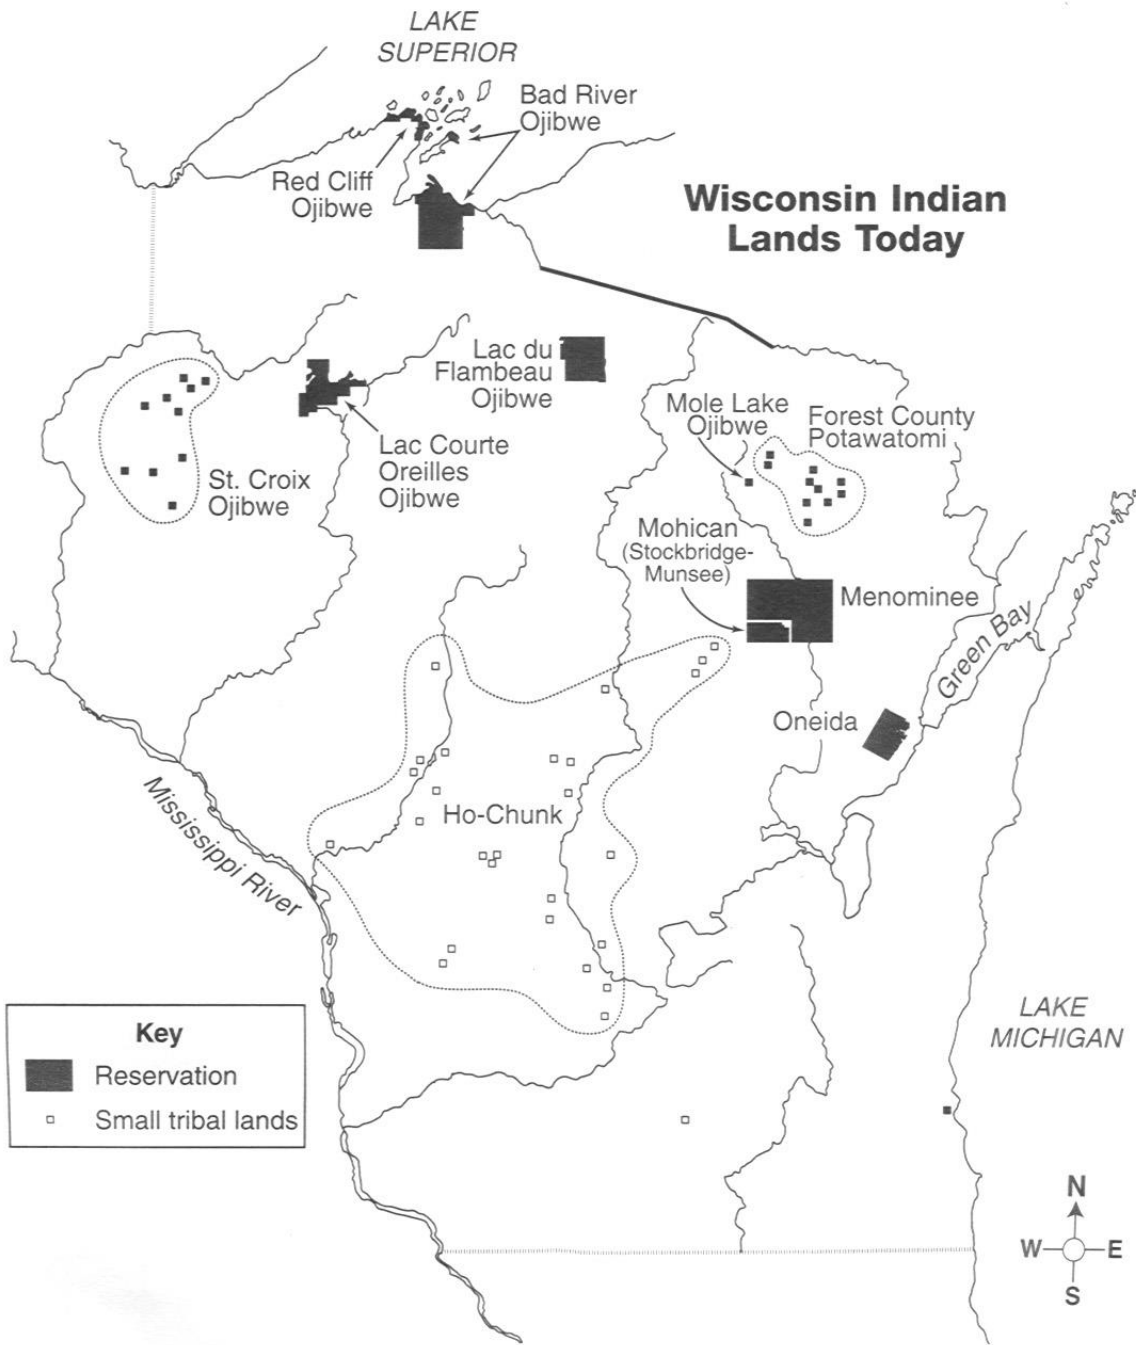 LAKE
SUPERIOR
Bad River
Ojibwe
Red Cliff
Ojibwe
Wisconsin Indian
Lands Today
Lac du
Flambeau
Ojibwe
Mole Lake
Ojibwe
Forest County
Potawatomi
Lac Courte
Oreilles
Ojibwe
St. Croix
Ojibwe
Mohican
(Stockbridge-
Munsee)
Menominee
Green Bay
Oneida
Mississippi River
Ho-Chunk
LAKE
MICHIGAN
Key
Reservation
Small tribal lands
N
W E
S